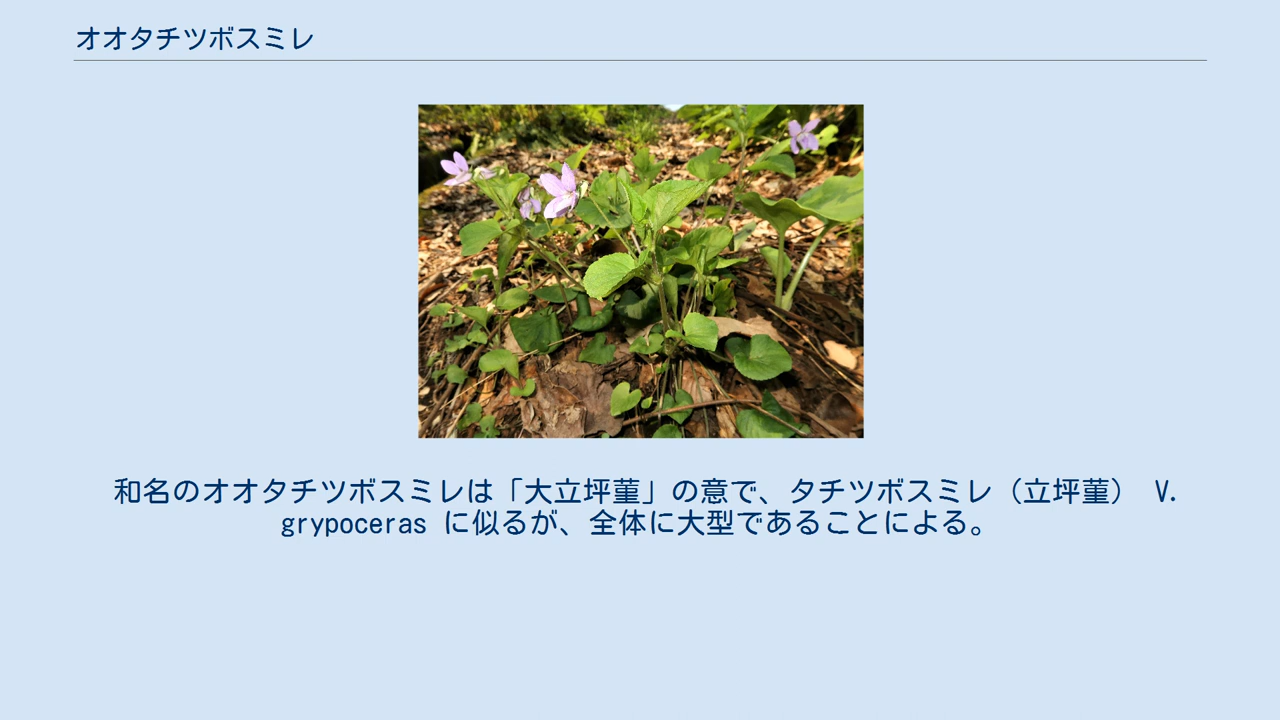 オオタチツボスミレ
和名のオオタチツボスミレは「大立坪菫」の意で、タチツボスミレ（立坪菫） V.
grypoceras に似るが、全体に大型であることによる。